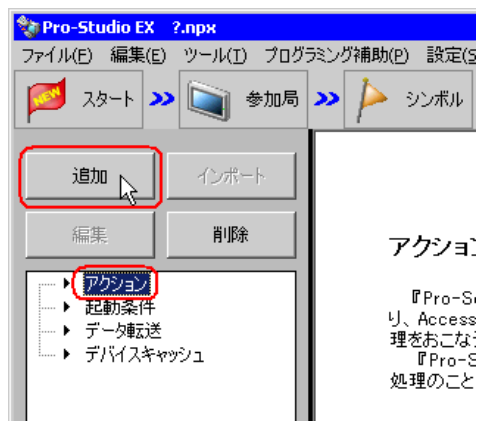 Pro-Studio EX ?.npx
ファイル(F) 編集(E) ツール(T) プログラミング補助(P) 設定(S
NEW スタート 参加局 シンボル
追加 インポート
編集 削除
アクション
起動条件
データ転送
デバイスキャッシュ
アクション
『Pro-S
り、Access
理をおこな
『Pro-S
処理のこと